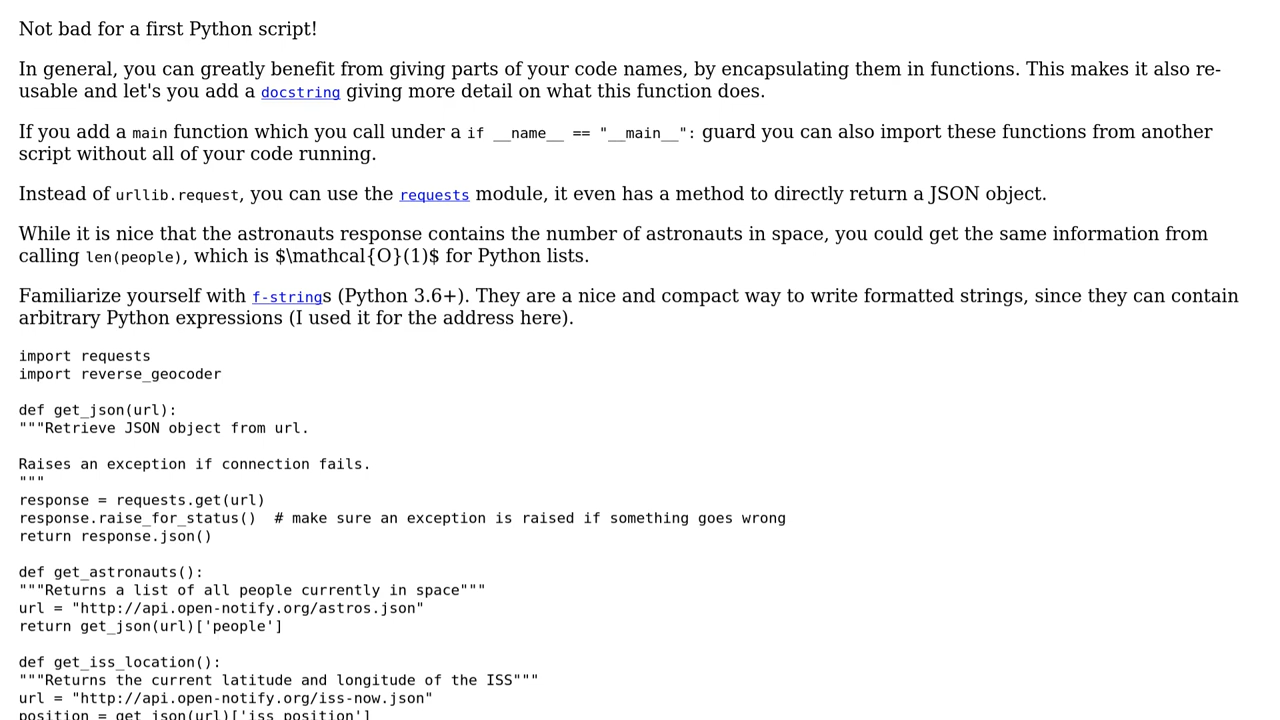 Not bad for a first Python script!
In general, you can greatly benefit from giving parts of your code names, by encapsulating them in functions. This makes it also re-
usable and let's you add a docstring giving more detail on what this function does.
If you add a main function which you call under a if __name__ == "__main__": guard you can also import these functions from another
script without all of your code running.
Instead of urllib.request, you can use the requests module, it even has a method to directly return a JSON object.
While it is nice that the astronauts response contains the number of astronauts in space, you could get the same information from
calling len(people), which is $\mathcal{O}(1)$ for Python lists.
Familiarize yourself with f-strings (Python 3.6+). They are a nice and compact way to write formatted strings, since they can contain
arbitrary Python expressions (I used it for the address here).
import requests
import reverse_geocoder
def get_json(url):
"""Retrieve JSON object from url.
Raises an exception if connection fails.
"""
response = requests.get(url)
response.raise_for_status()  # make sure an exception is raised if something goes wrong
return response.json()
def get_astronauts():
"""Returns a list of all people currently in space"""
url = "http://api.open-notify.org/astros.json"
return get_json(url)['people']
def get_iss_location():
"""Returns the current latitude and longitude of the ISS"""
url = "http://api.open-notify.org/iss-now.json"
position = get_json(url)['iss_position']